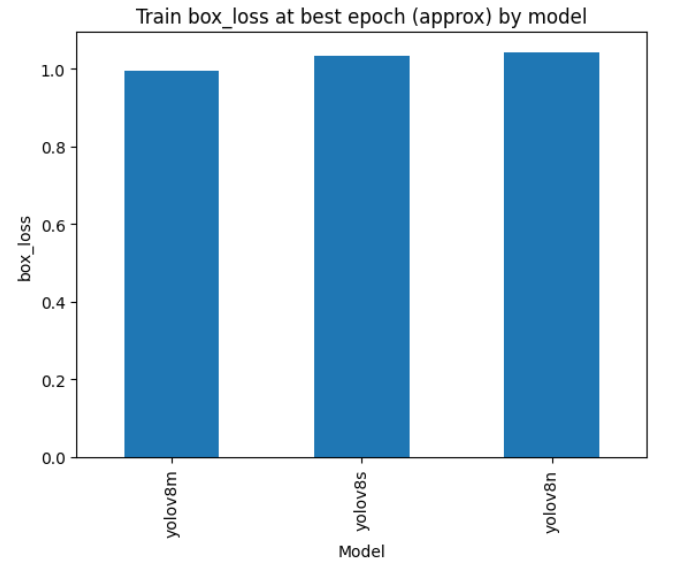 Train box_loss at best epoch (approx) by model
1.0
0.8
0.6
0.4
0.2
0.0
box_loss
yolov8m
yolov8s
yolov8n
Model